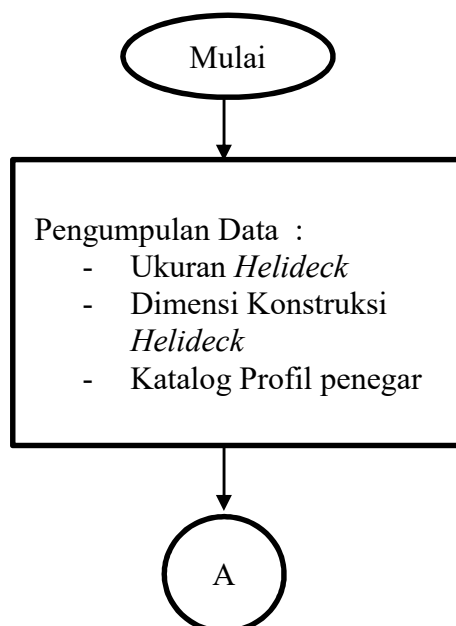 Mulai
Pengumpulan Data :
- Ukuran Helideck
- Dimensi Konstruksi
Helideck
- Katalog Profil penegar
A